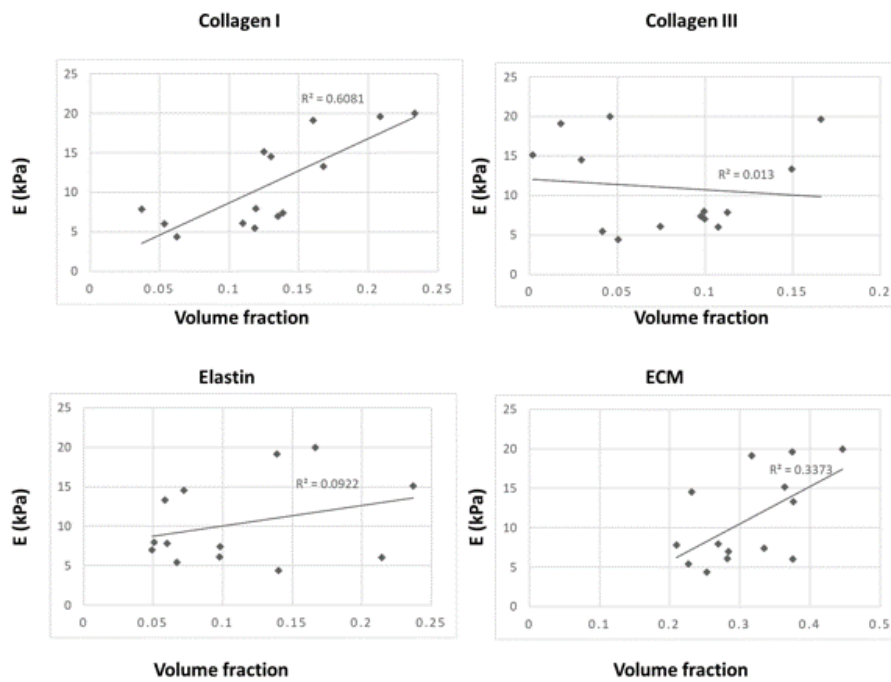 Collagen I
25
20
15
10
5
0
E (kPa)
R² = 0.6081
0 0.05 0.1 0.15 0.2 0.25
Volume fraction
Collagen III
25
20
15
10
5
0
E (kPa)
R² = 0.013
0 0.05 0.1 0.15 0.2
Volume fraction
Elastin
25
20
15
10
5
0
E (kPa)
R² = 0.0922
0 0.05 0.1 0.15 0.2 0.25
Volume fraction
ECM
25
20
15
10
5
0
E (kPa)
R² = 0.3373
0 0.1 0.2 0.3 0.4 0.5
Volume fraction